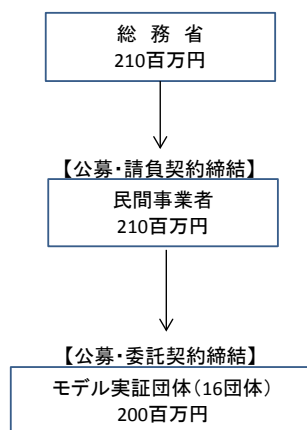 総 務 省
210百万円
【公募・請負契約締結】
民間事業者
210百万円
【公募・委託契約締結】
モデル実証団体（16団体）
200百万円